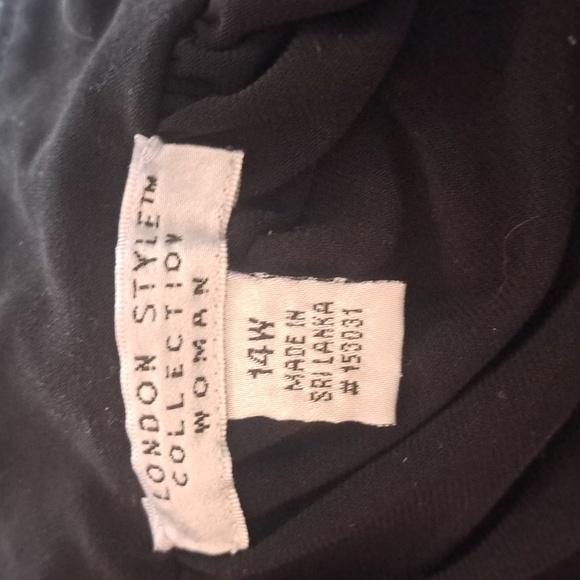 LONDON STYLE™
COLLECTION
WOMAN
14W
MADE IN
SRI LANKA
# 153031